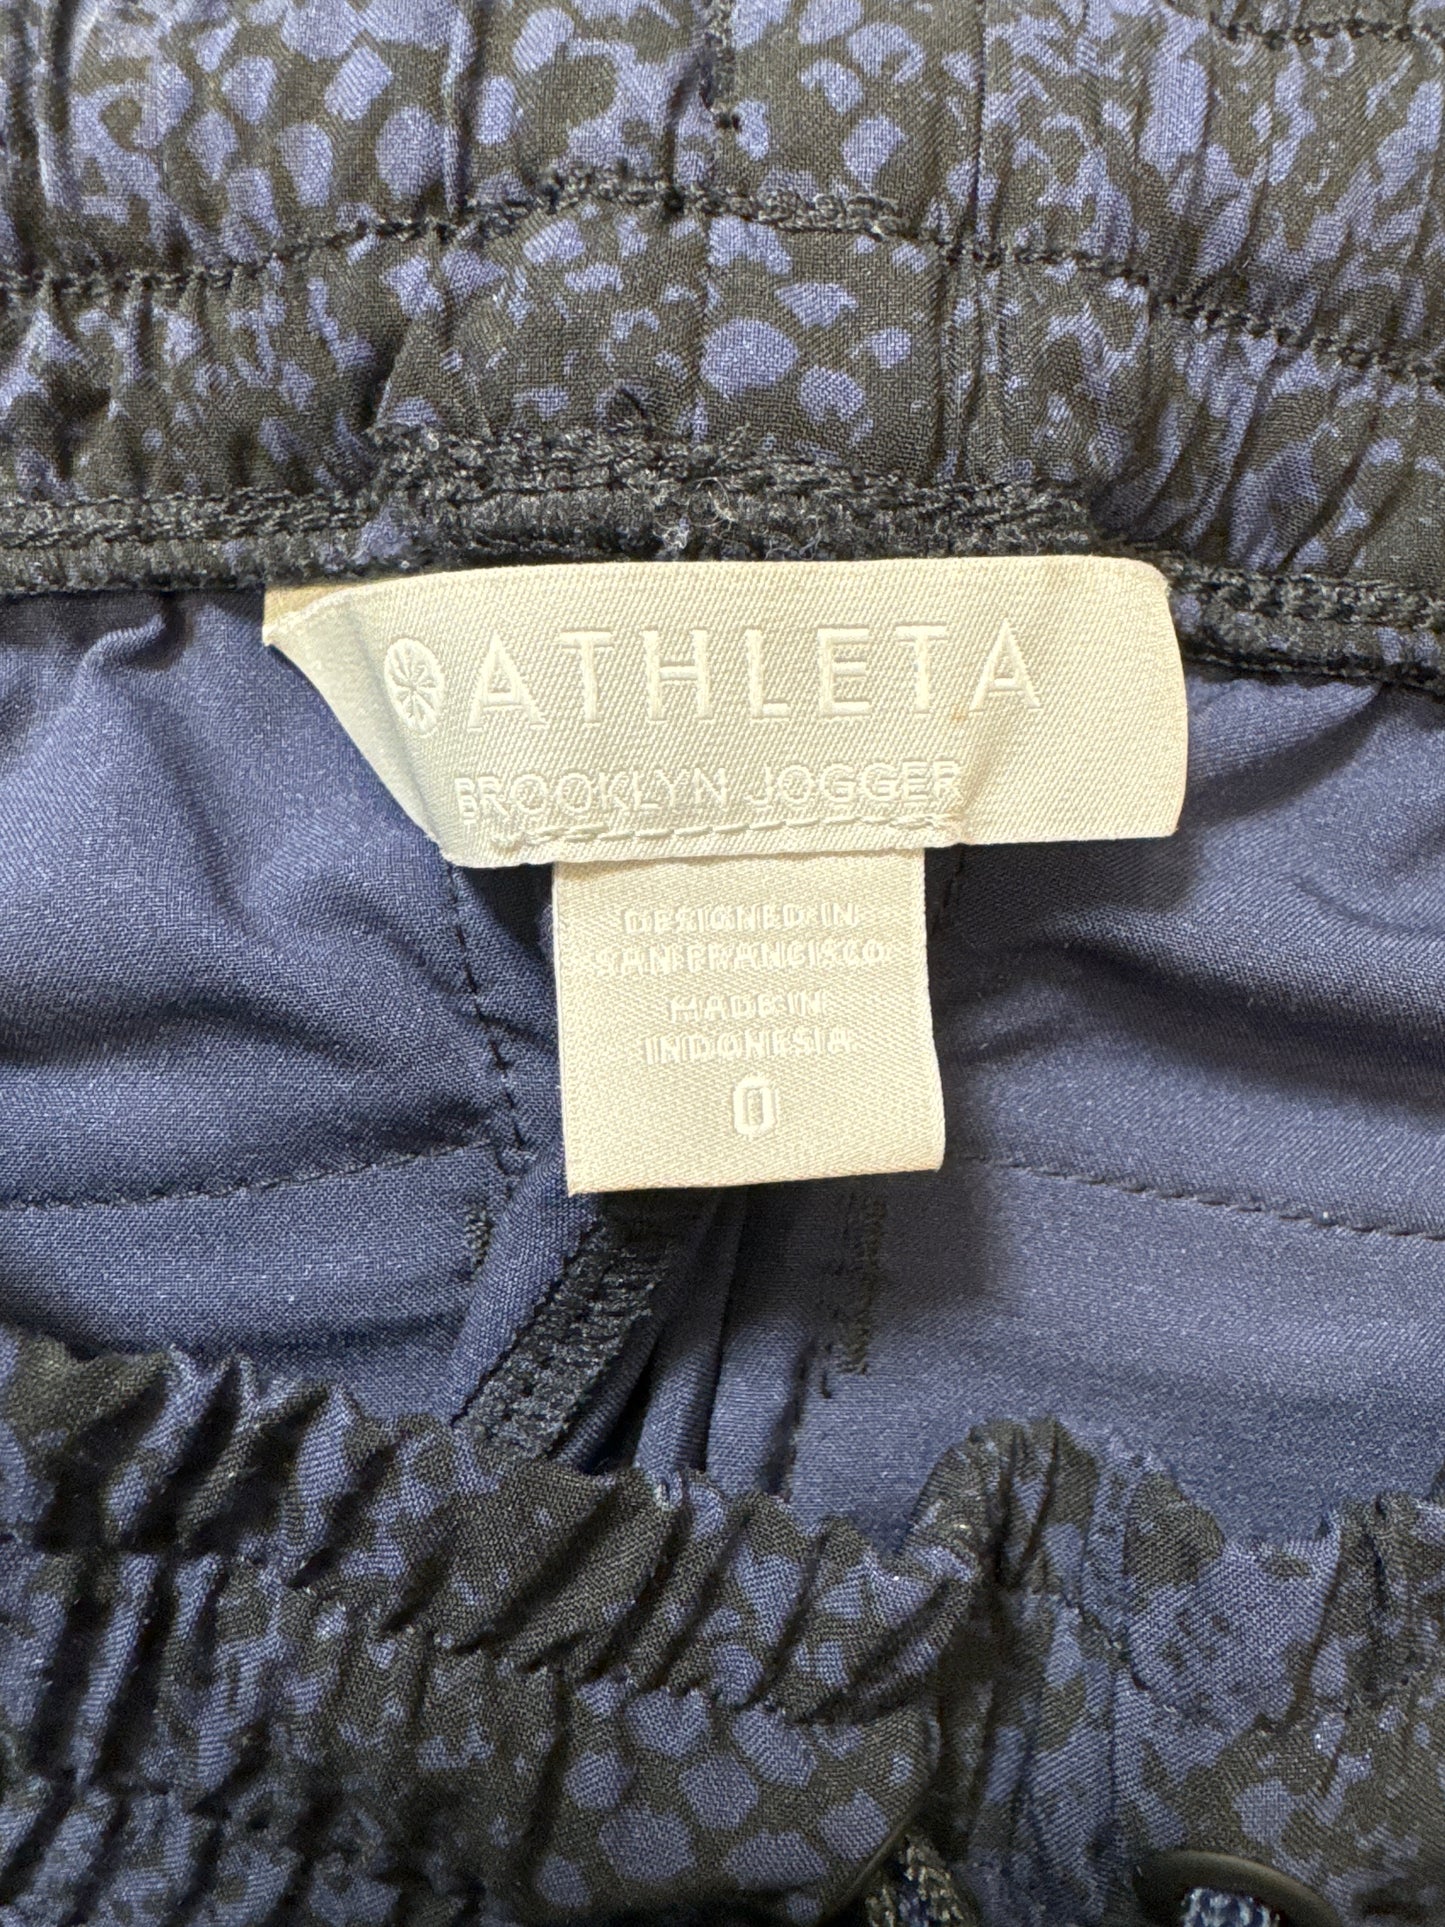 ATHLETA
BROOKLYN JOGGER
DESIGNED IN
SAN FRANCISCO
MADE IN
INDONESIA
0